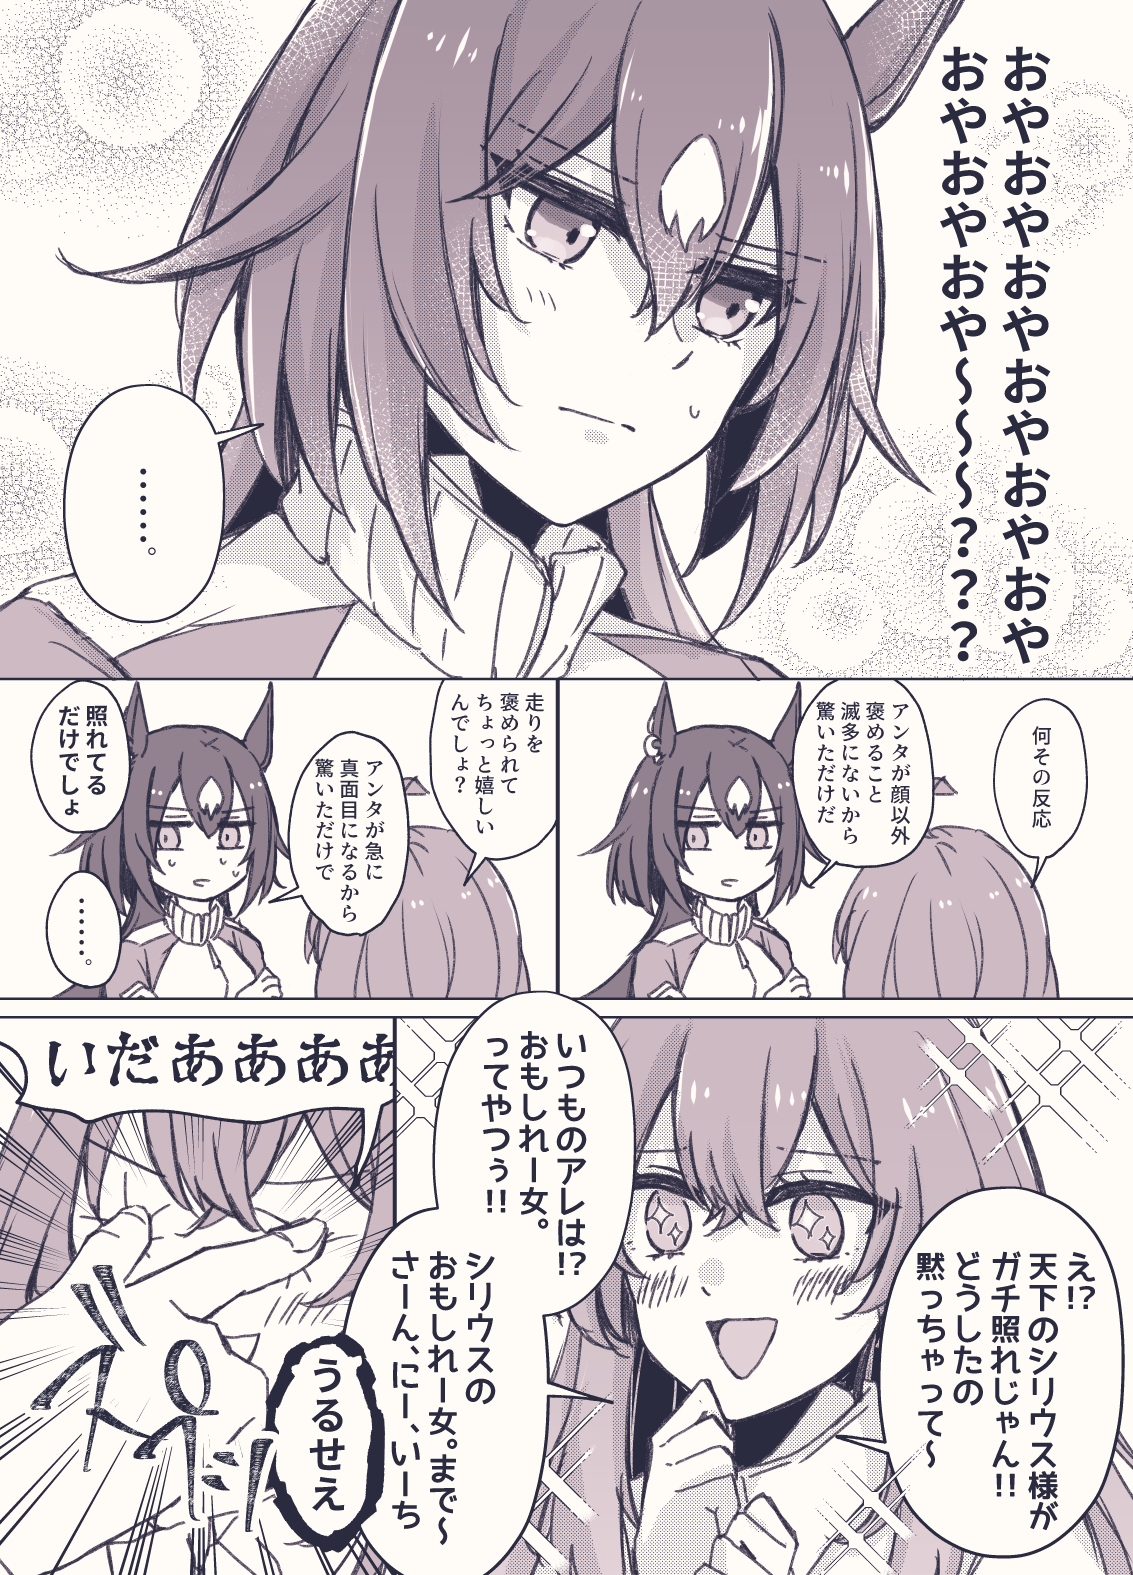 おやおやおやおやおやおや
おやおやおや〜〜〜？？？
……。
何その反応
アンタが顔以外
褒めること
滅多にないから
驚いただけだ
走りを
褒められて
ちょっと嬉しい
んでしょ？
アンタが急に
真面目になるから
驚いただけで
照れてる
だけでしょ
……。
え!?
天下のシリウス様が
ガチ照れじゃん!!
どうしたの
黙っちゃって〜
いつものアレは!?
おもしれー女。
ってやつぅ!!
シリウスの
おもしれー女。まで〜
さーん、にー、いーち
うるせえ
いだああああ